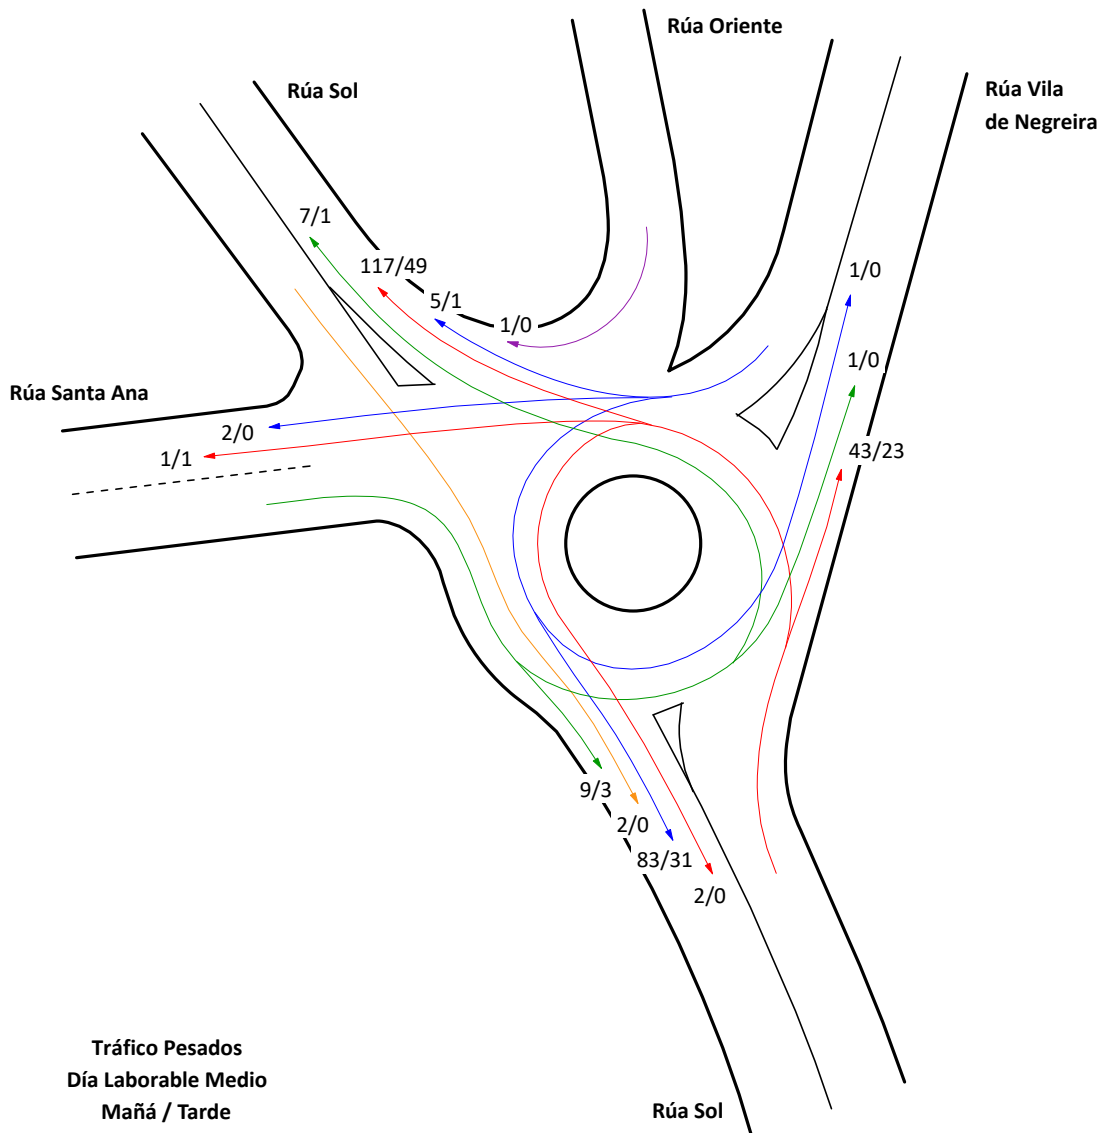 Rúa Oriente
Rúa Sol
Rúa Vila
de Negreira
7/1
117/49
1/0
5/1
1/0
1/0
Rúa Santa Ana
2/0
1/1
43/23
9/3
2/0
83/31
2/0
Tráfico Pesados
Día Laborable Medio
Mañá / Tarde
Rúa Sol